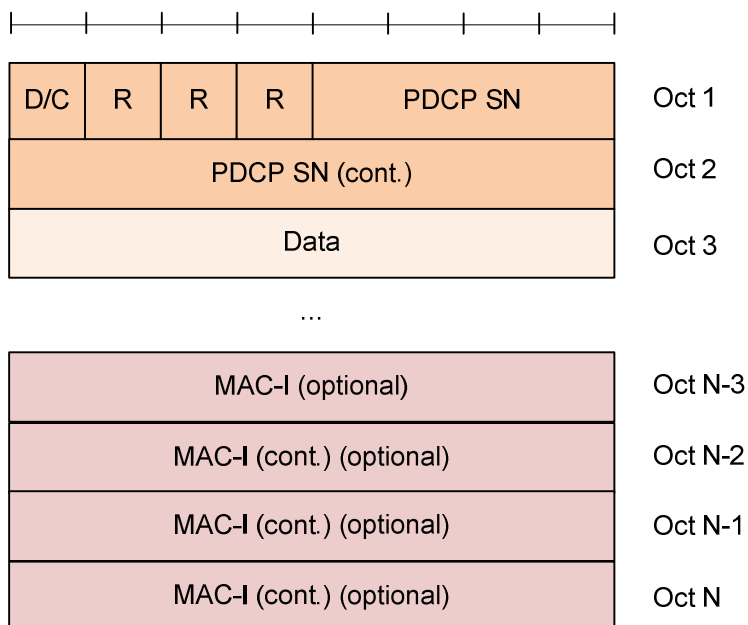 D/C R R R PDCP SN Oct 1
PDCP SN (cont.) Oct 2
Data Oct 3
...
MAC-I (optional) Oct N-3
MAC-I (cont.) (optional) Oct N-2
MAC-I (cont.) (optional) Oct N-1
MAC-I (cont.) (optional) Oct N